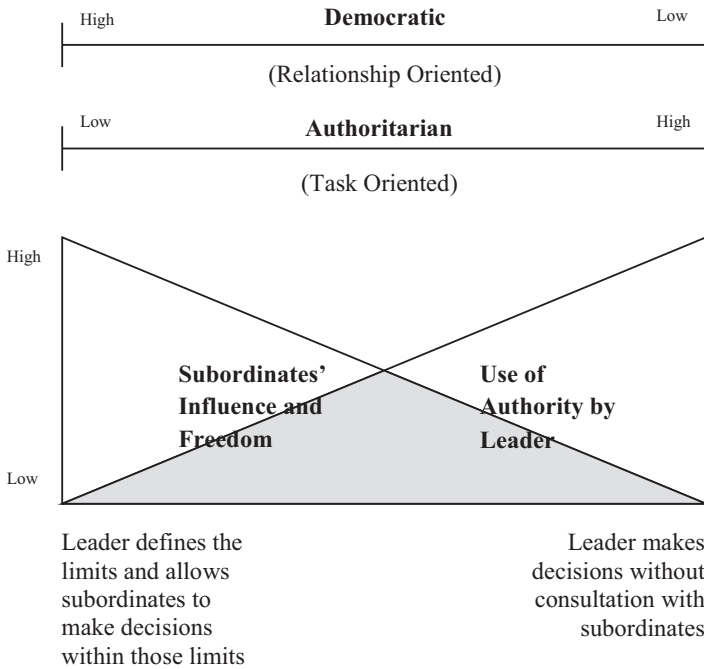 High Democratic Low
(Relationship Oriented)
Low Authoritarian High
(Task Oriented)
High
Subordinates’
Influence and
Freedom
Use of
Authority by
Leader
Low
Leader defines the
limits and allows
subordinates to
make decisions
within those limits
Leader makes
decisions without
consultation with
subordinates